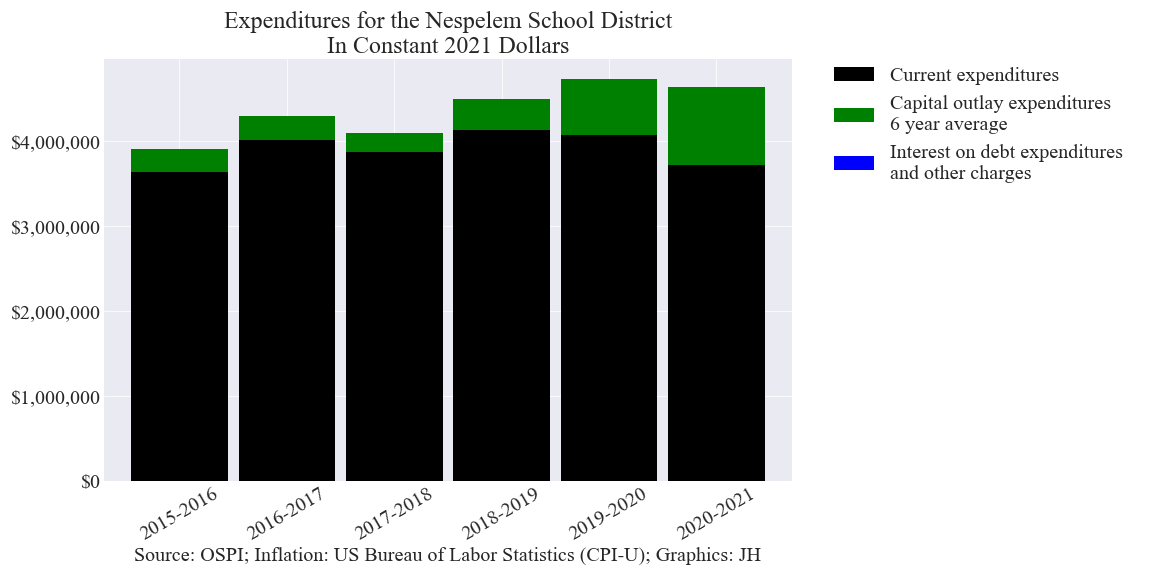 Expenditures for the Nespelem School District
In Constant 2021 Dollars
Current expenditures
Capital outlay expenditures
6 year average
Interest on debt expenditures
and other charges
$4,000,000
$3,000,000
$2,000,000
$1,000,000
$0
2015-2016
2016-2017
2017-2018
2018-2019
2019-2020
2020-2021
Source: OSPI; Inflation: US Bureau of Labor Statistics (CPI-U); Graphics: JH